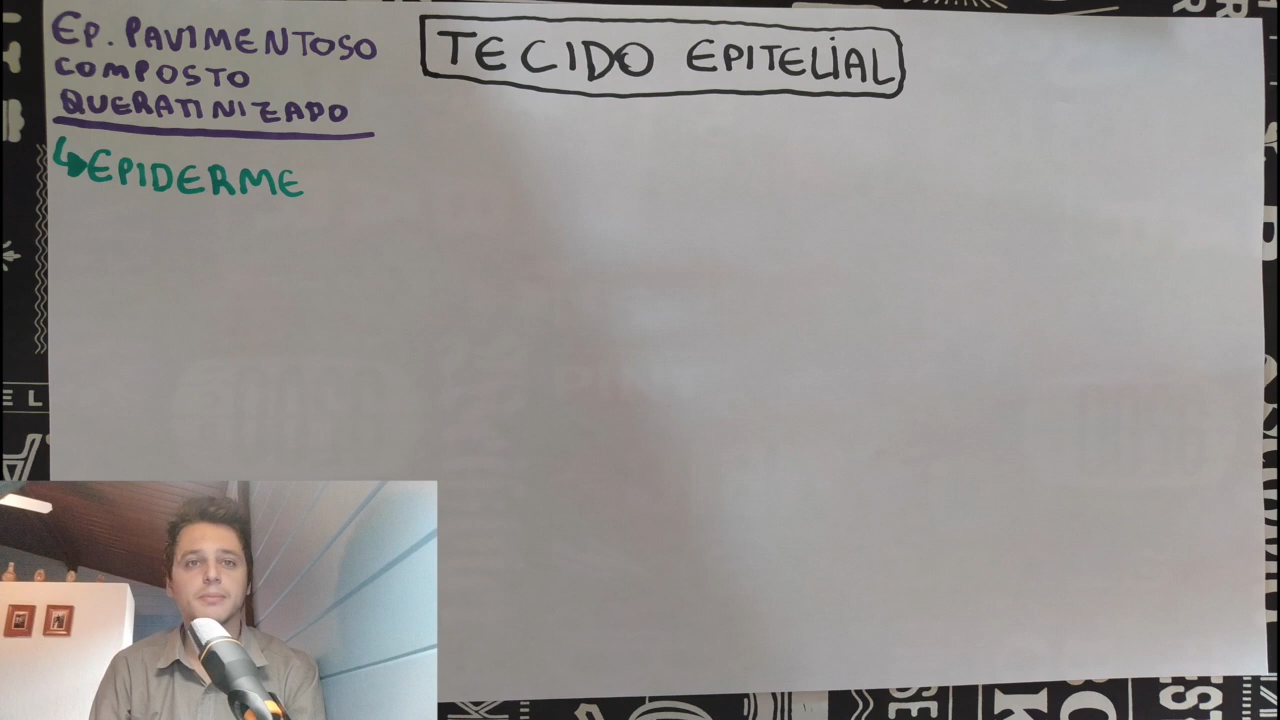 EP. PAVIMENTOSO
COMPOSTO
QUERATINIZADO
↳EPIDERME
TECIDO EPITELIAL